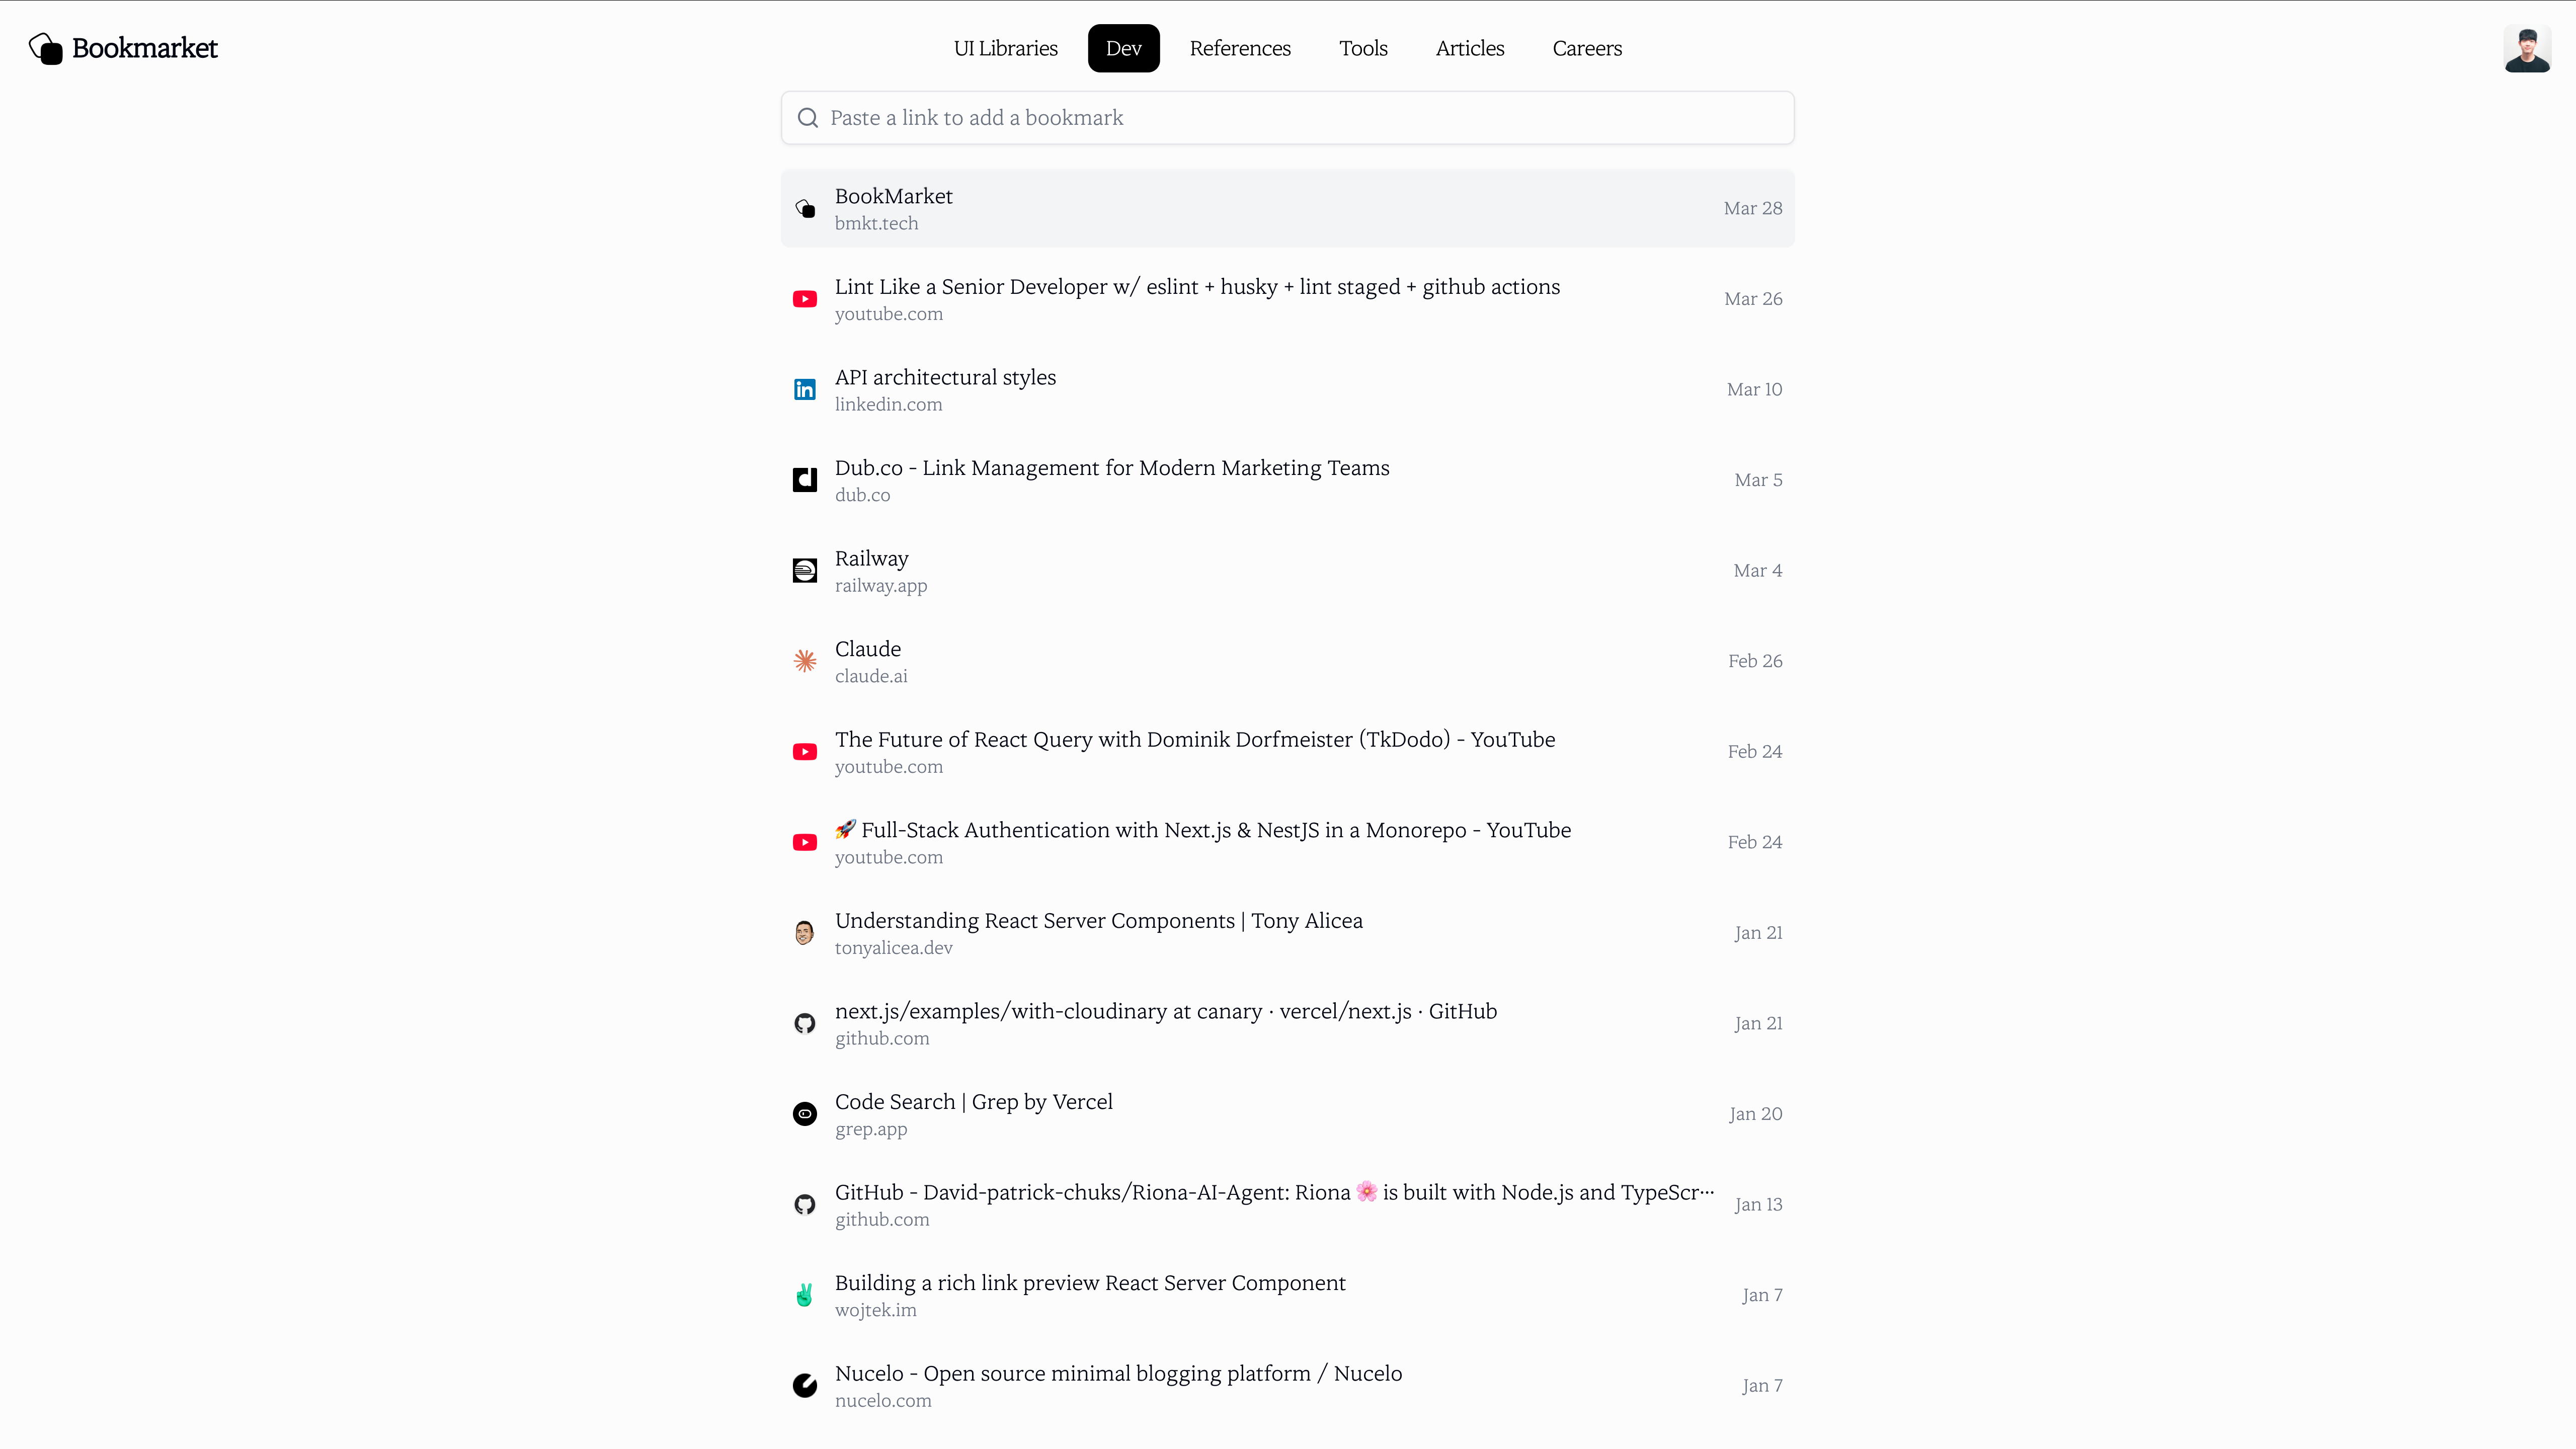 Bookmarket
UI Libraries
Dev
References
Tools
Articles
Careers
Paste a link to add a bookmark
BookMarket
bmkt.tech
Mar 28
Lint Like a Senior Developer w/ eslint + husky + lint staged + github actions
youtube.com
Mar 26
API architectural styles
linkedin.com
Mar 10
Dub.co - Link Management for Modern Marketing Teams
dub.co
Mar 5
Railway
railway.app
Mar 4
Claude
claude.ai
Feb 26
The Future of React Query with Dominik Dorfmeister (TkDodo) - YouTube
youtube.com
Feb 24
🚀 Full-Stack Authentication with Next.js & NestJS in a Monorepo - YouTube
youtube.com
Feb 24
Understanding React Server Components | Tony Alicea
tonyalicea.dev
Jan 21
next.js/examples/with-cloudinary at canary · vercel/next.js · GitHub
github.com
Jan 21
Code Search | Grep by Vercel
grep.app
Jan 20
GitHub - David-patrick-chuks/Riona-AI-Agent: Riona 🌸 is built with Node.js and TypeScr...
github.com
Jan 13
Building a rich link preview React Server Component
wojtek.im
Jan 7
Nucelo - Open source minimal blogging platform / Nucelo
nucelo.com
Jan 7